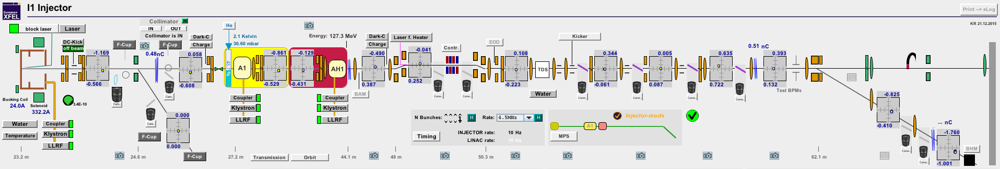 European
XFEL
I1 Injector
Print --> eLog
KR 21.12.2015
block laser
Laser
Collimator
H
IN
OUT
Collimator is IN
He
2.1 Kelvin
30.60 mbar
Energy: 127.3 MeV
DC-Kick
off beam
F-Cup
F-Cup
Dark-C
Charge
Dark-C
Charge
Laser f. Heater
Contr.
EOD
Kicker
0.48nC
0.51 nC
-1.169
-0.566
0.058
-0.608
A1
-0.861
-0.529
-0.129
-0.431
AH1
-0.490
0.387
-0.041
0.252
0.108
-0.223
TDS
0.344
-0.061
0.005
0.087
0.635
0.722
0.393
0.132
Test BPMs
BAM
Water
Cam..
Cam..
Came..
Came..
Came..
Came..
Came..
Came..
Bucking Coil
24.0A
Solenoid
332.2A
3.4E-10
Coupler
Klystron
LLRF
Coupler
Klystron
LLRF
Cam..
0.000
0.000
F-Cup
F-Cup
Water
Temperature
Coupler
Klystron
LLRF
N Bunches:
1
H
Rate:
4.5MHz
H
Timing
INJECTOR rate: 10 Hz
LINAC rate: 10 Hz
Injector-mode
A1
MPS
-0.825
-0.410
... nC
-1.760
-1.001
BHM
Came..
Came..
23.2 m
24.6 m
27.2 m
Transmission
Orbit
44.1 m
48 m
50.3 m
62.1 m